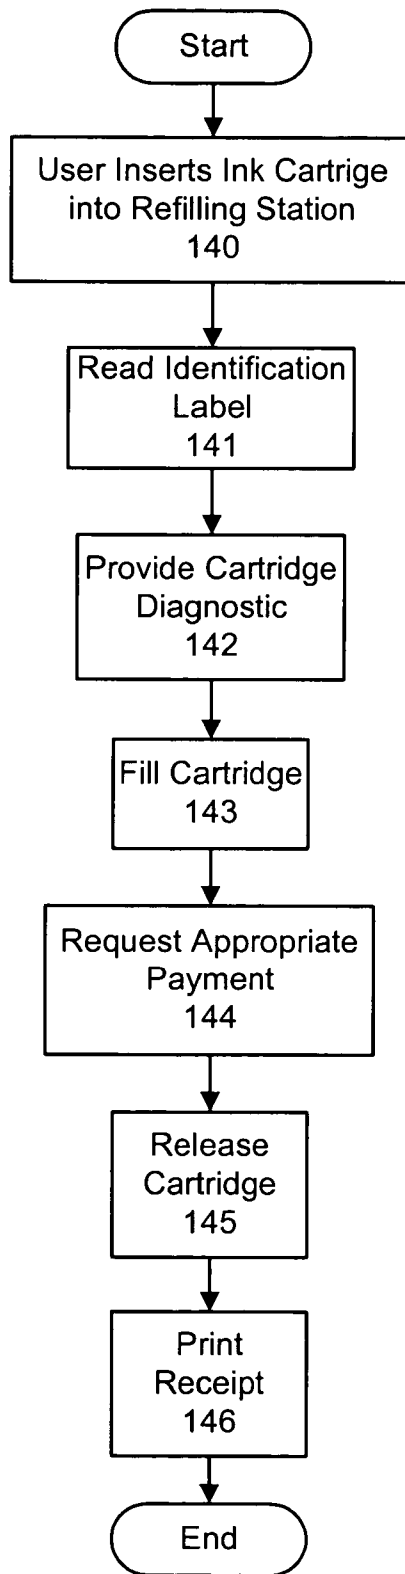 Start
User Inserts Ink Cartrige
into Refilling Station
140
Read Identification
Label
141
Provide Cartridge
Diagnostic
142
Fill Cartridge
143
Request Appropriate
Payment
144
Release
Cartridge
145
Print
Receipt
146
End